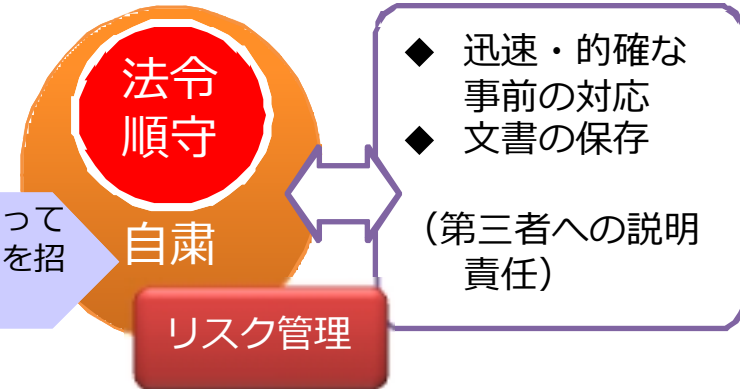 法令
順守
って
を招
自粛
リスク管理
◆ 迅速・的確な
事前の対応
◆ 文書の保存
（第三者への説明
責任）